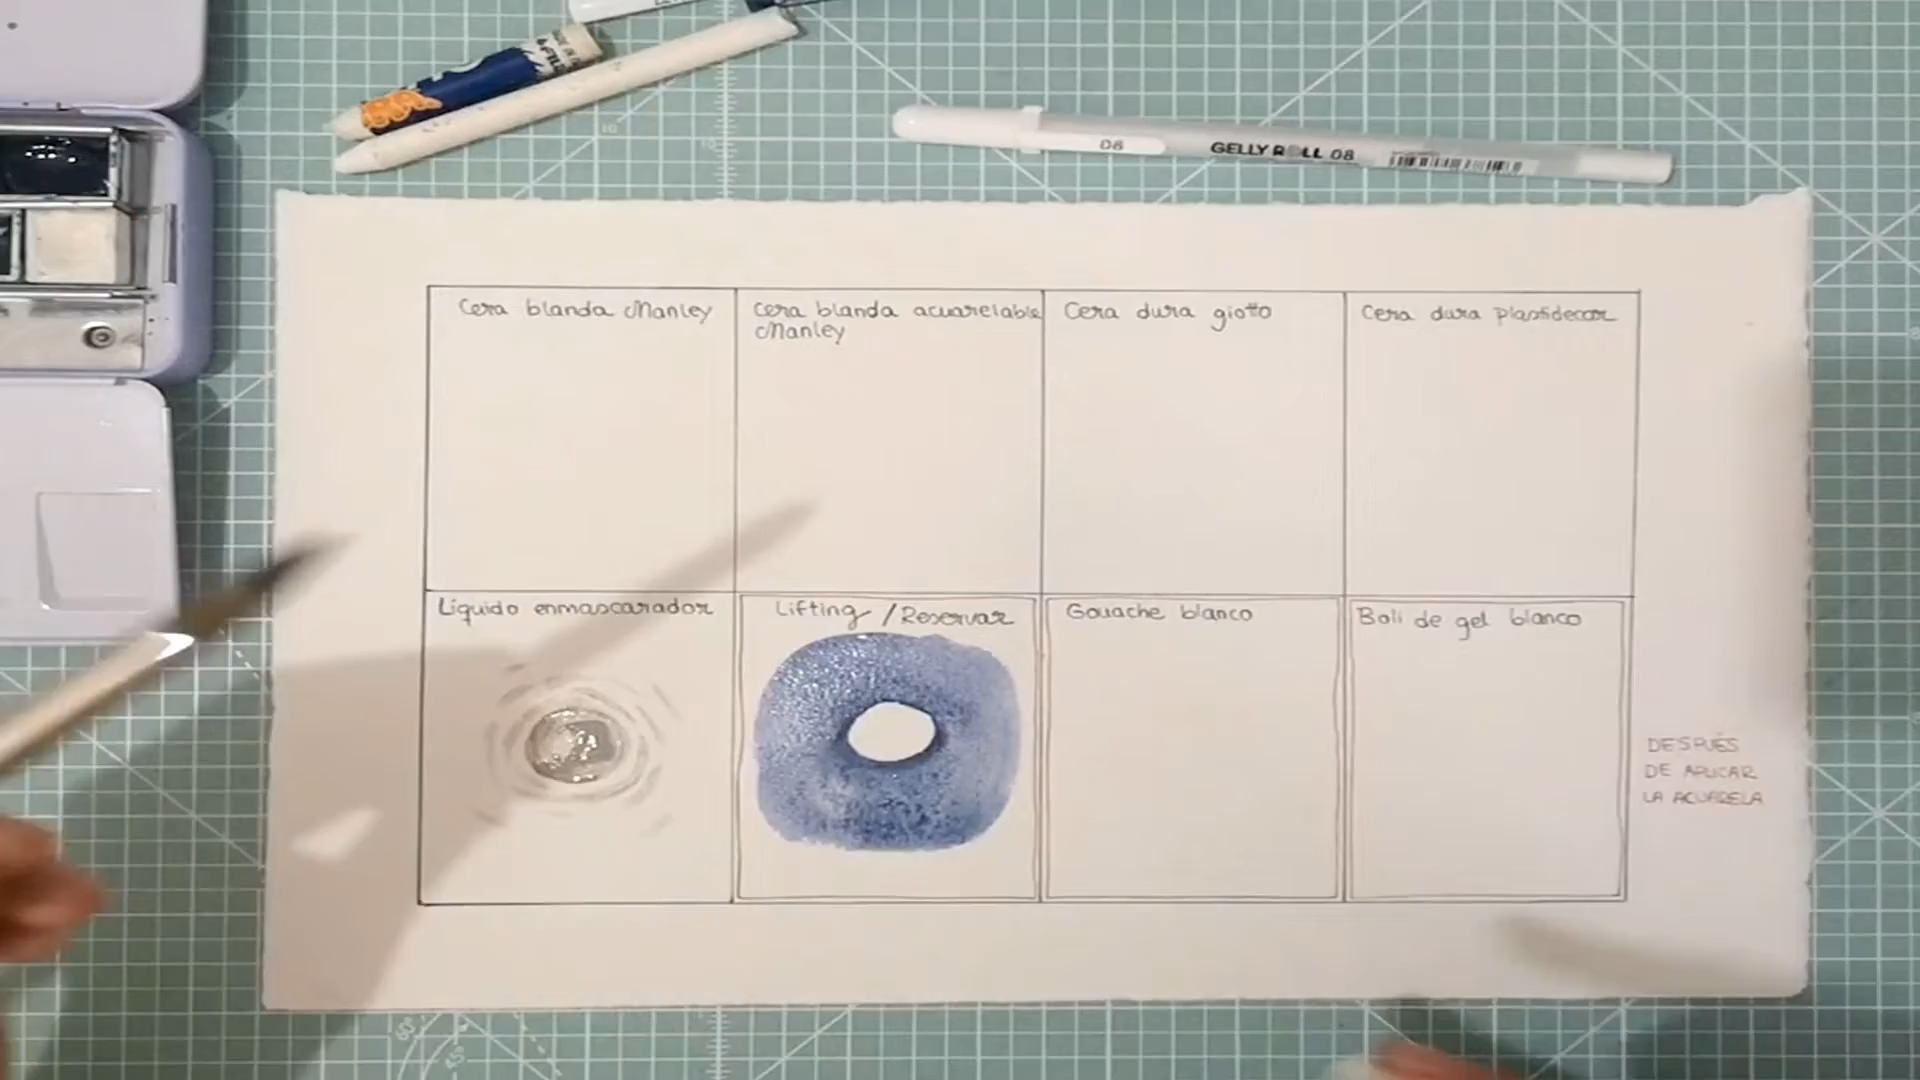 GELLY ROLL 08
08
Cera blanda Manley
Cera blanda acuarelable
Manley
Cera dura giotto
Cera dura plastidecor
Líquido enmascarador
Lifting / Reservar
Gouache blanco
Boli de gel blanco
DESPUÉS
DE APLICAR
LA ACUARELA